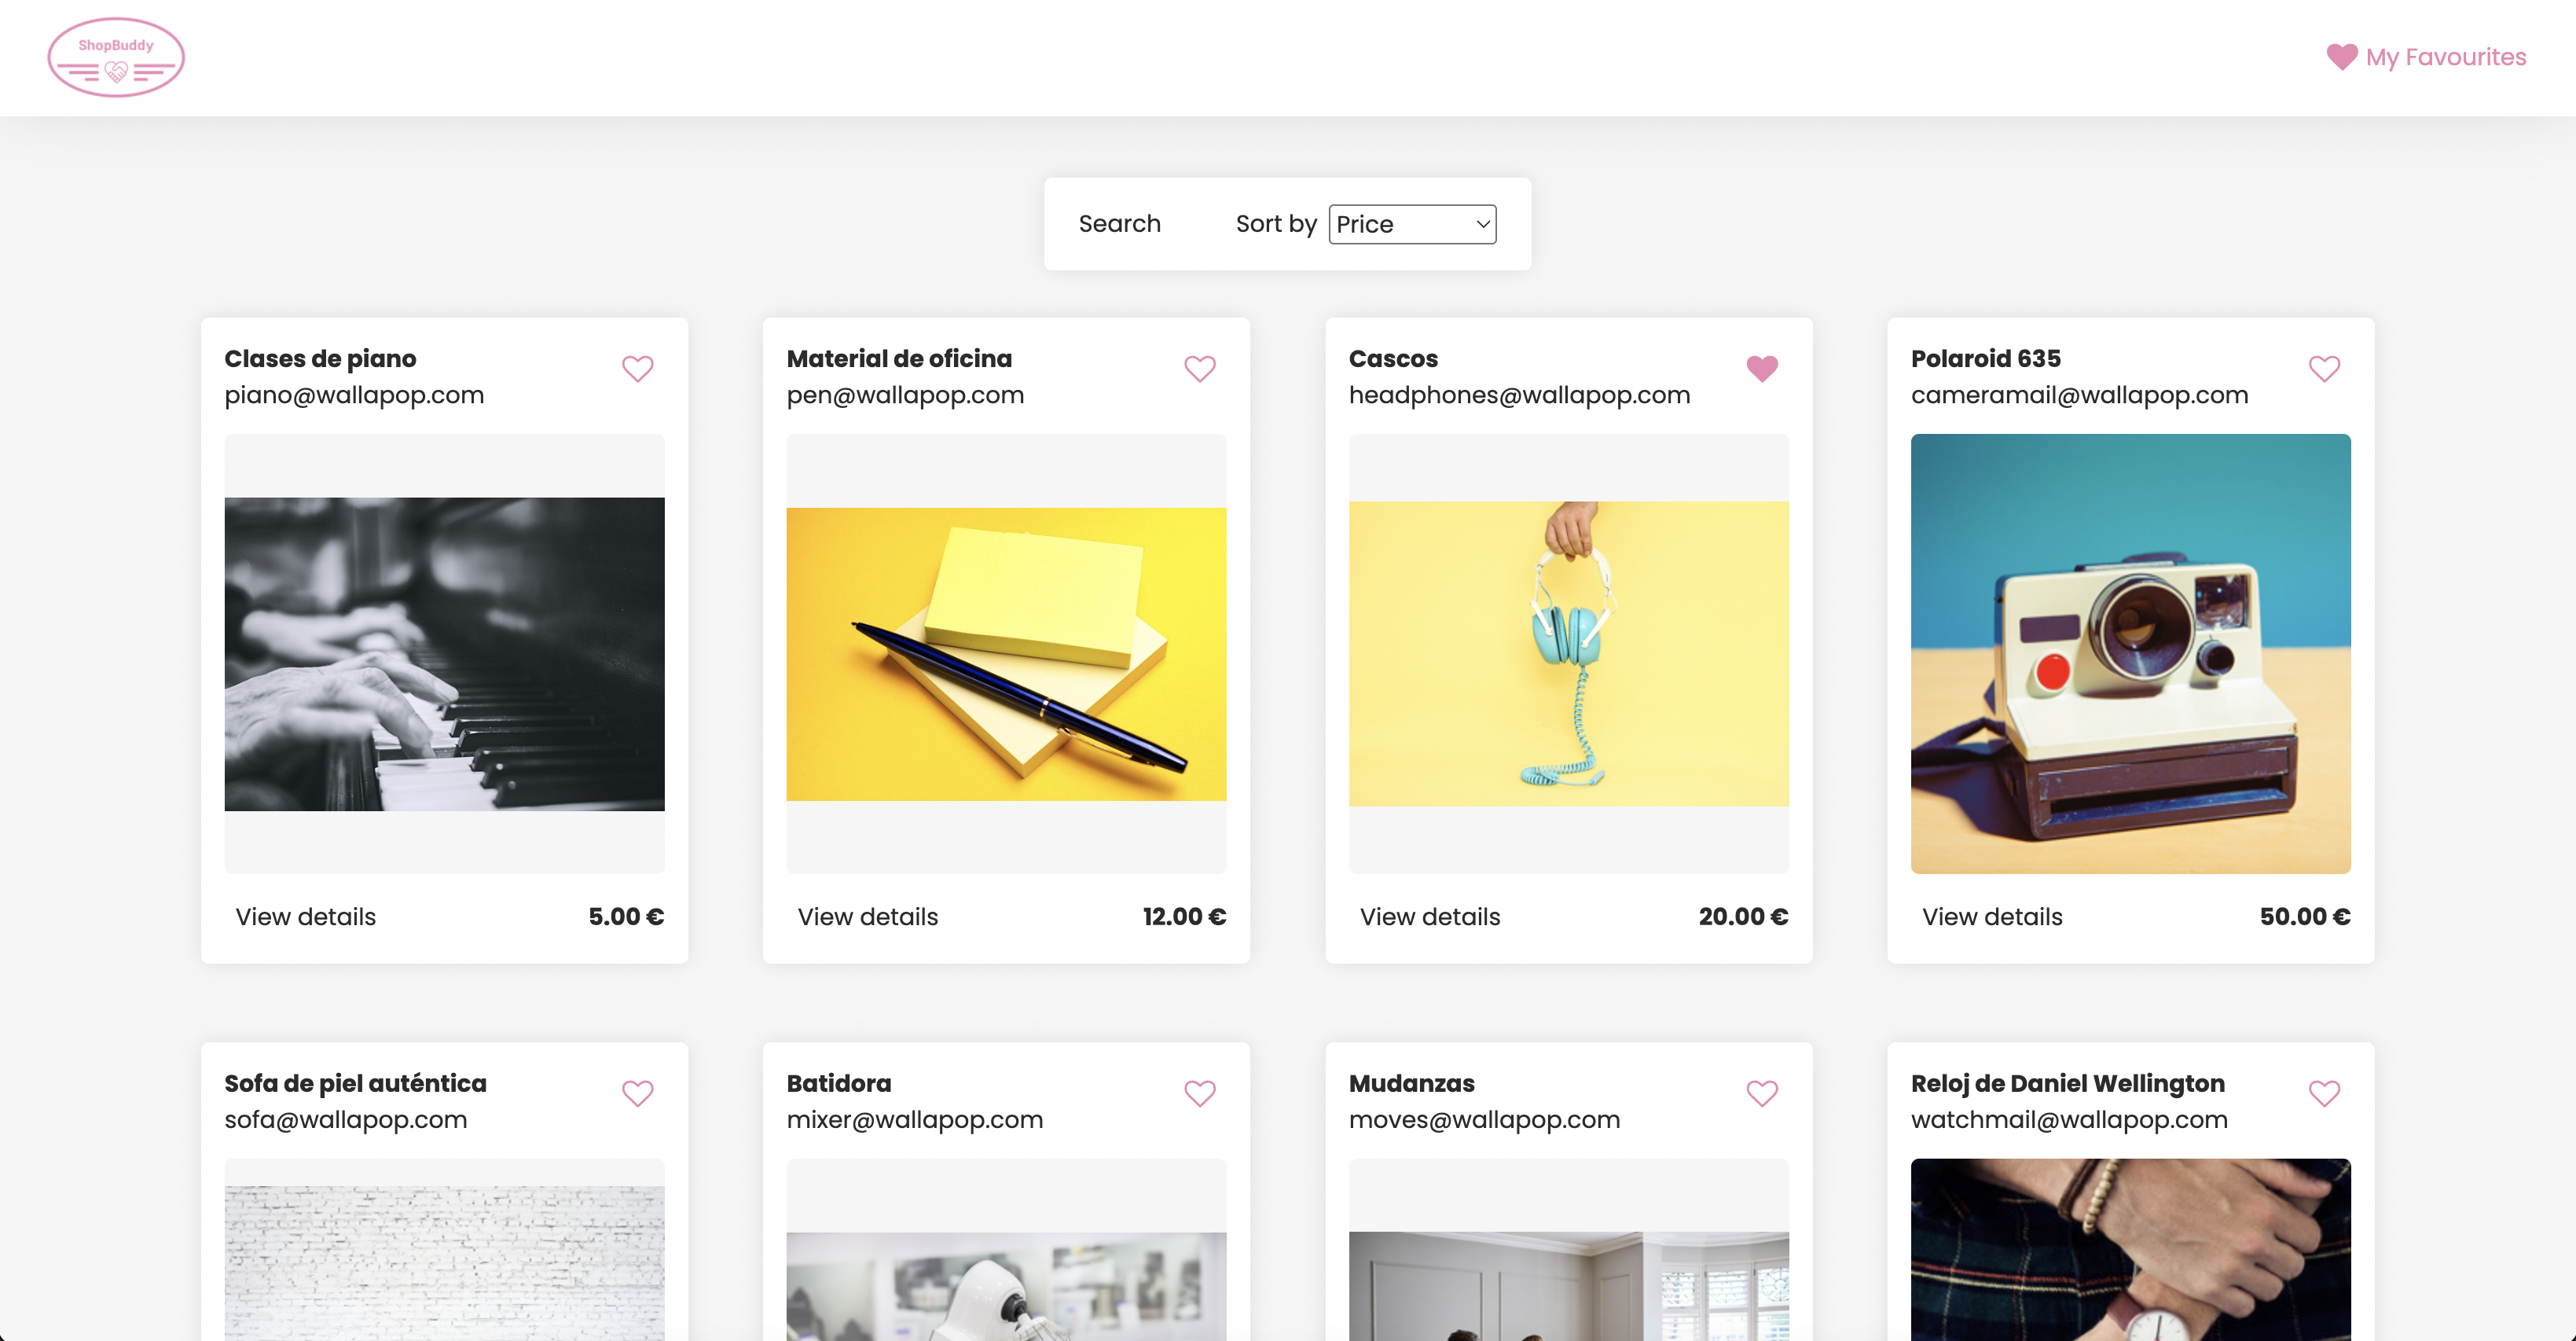 ShopBuddy
My Favourites
Search
Sort by
Price
Clases de piano
piano@wallapop.com
Material de oficina
pen@wallapop.com
Cascos
headphones@wallapop.com
Polaroid 635
cameramail@wallapop.com
View details
5.00 €
View details
12.00 €
View details
20.00 €
View details
50.00 €
Sofa de piel auténtica
sofa@wallapop.com
Batidora
mixer@wallapop.com
Mudanzas
moves@wallapop.com
Reloj de Daniel Wellington
watchmail@wallapop.com